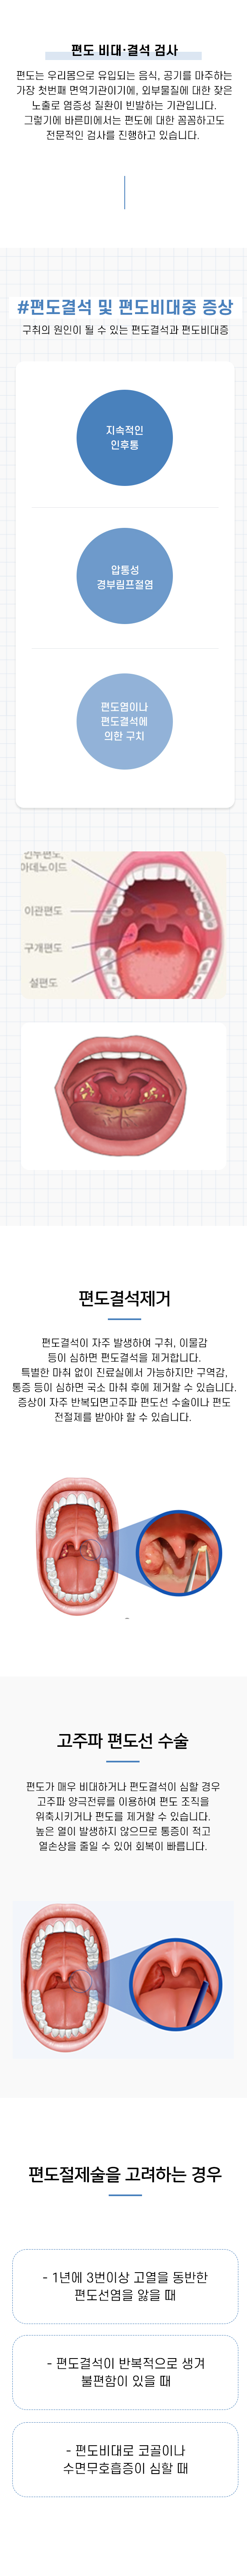 편도 비대·결석 검사
편도는 우리몸으로 유입되는 음식, 공기를 마주하는
가장 첫번째 면역기관이기에, 외부물질에 대한 잦은
노출로 염증성 질환이 빈발하는 기관입니다.
그렇기에 바른미에서는 편도에 대한 꼼꼼하고도
전문적인 검사를 진행하고 있습니다.
#편도결석 및 편도비대증 증상
구취의 원인이 될 수 있는 편도결석과 편도비대증
지속적인
인후통
압통성
경부림프절염
편도염이나
편도결석에
의한 구치
인두편도,
아데노이드
이관편도
구개편도
설편도
편도결석제거
편도결석이 자주 발생하여 구취, 이물감
등이 심하면 편도결석을 제거합니다.
특별한 마취 없이 진료실에서 가능하지만 구역감,
통증 등이 심하면 국소 마취 후에 제거할 수 있습니다.
증상이 자주 반복되면고주파 편도선 수술이나 편도
전절제를 받아야 할 수 있습니다.
고주파 편도선 수술
편도가 매우 비대하거나 편도결석이 심할 경우
고주파 양극전류를 이용하여 편도 조직을
위축시키거나 편도를 제거할 수 있습니다.
높은 열이 발생하지 않으므로 통증이 적고
열손상을 줄일 수 있어 회복이 빠릅니다.
편도절제술을 고려하는 경우
- 1년에 3번이상 고열을 동반한
편도선염을 앓을 때
- 편도결석이 반복적으로 생겨
불편함이 있을 때
- 편도비대로 코골이나
수면무호흡증이 심할 때